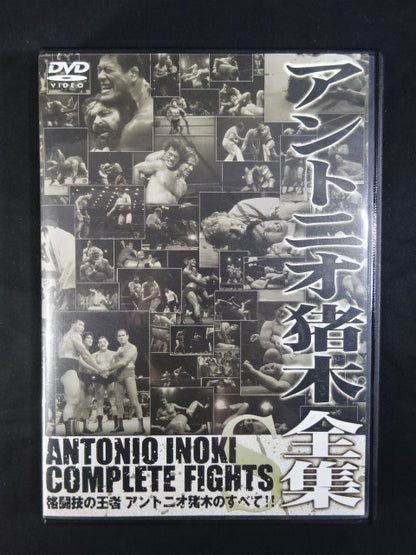 DVD
VIDEO
アントニオ猪木
全集
S
ANTONIO INOKI
COMPLETE FIGHTS
格闘技の王者 アントニオ猪木のすべて!!